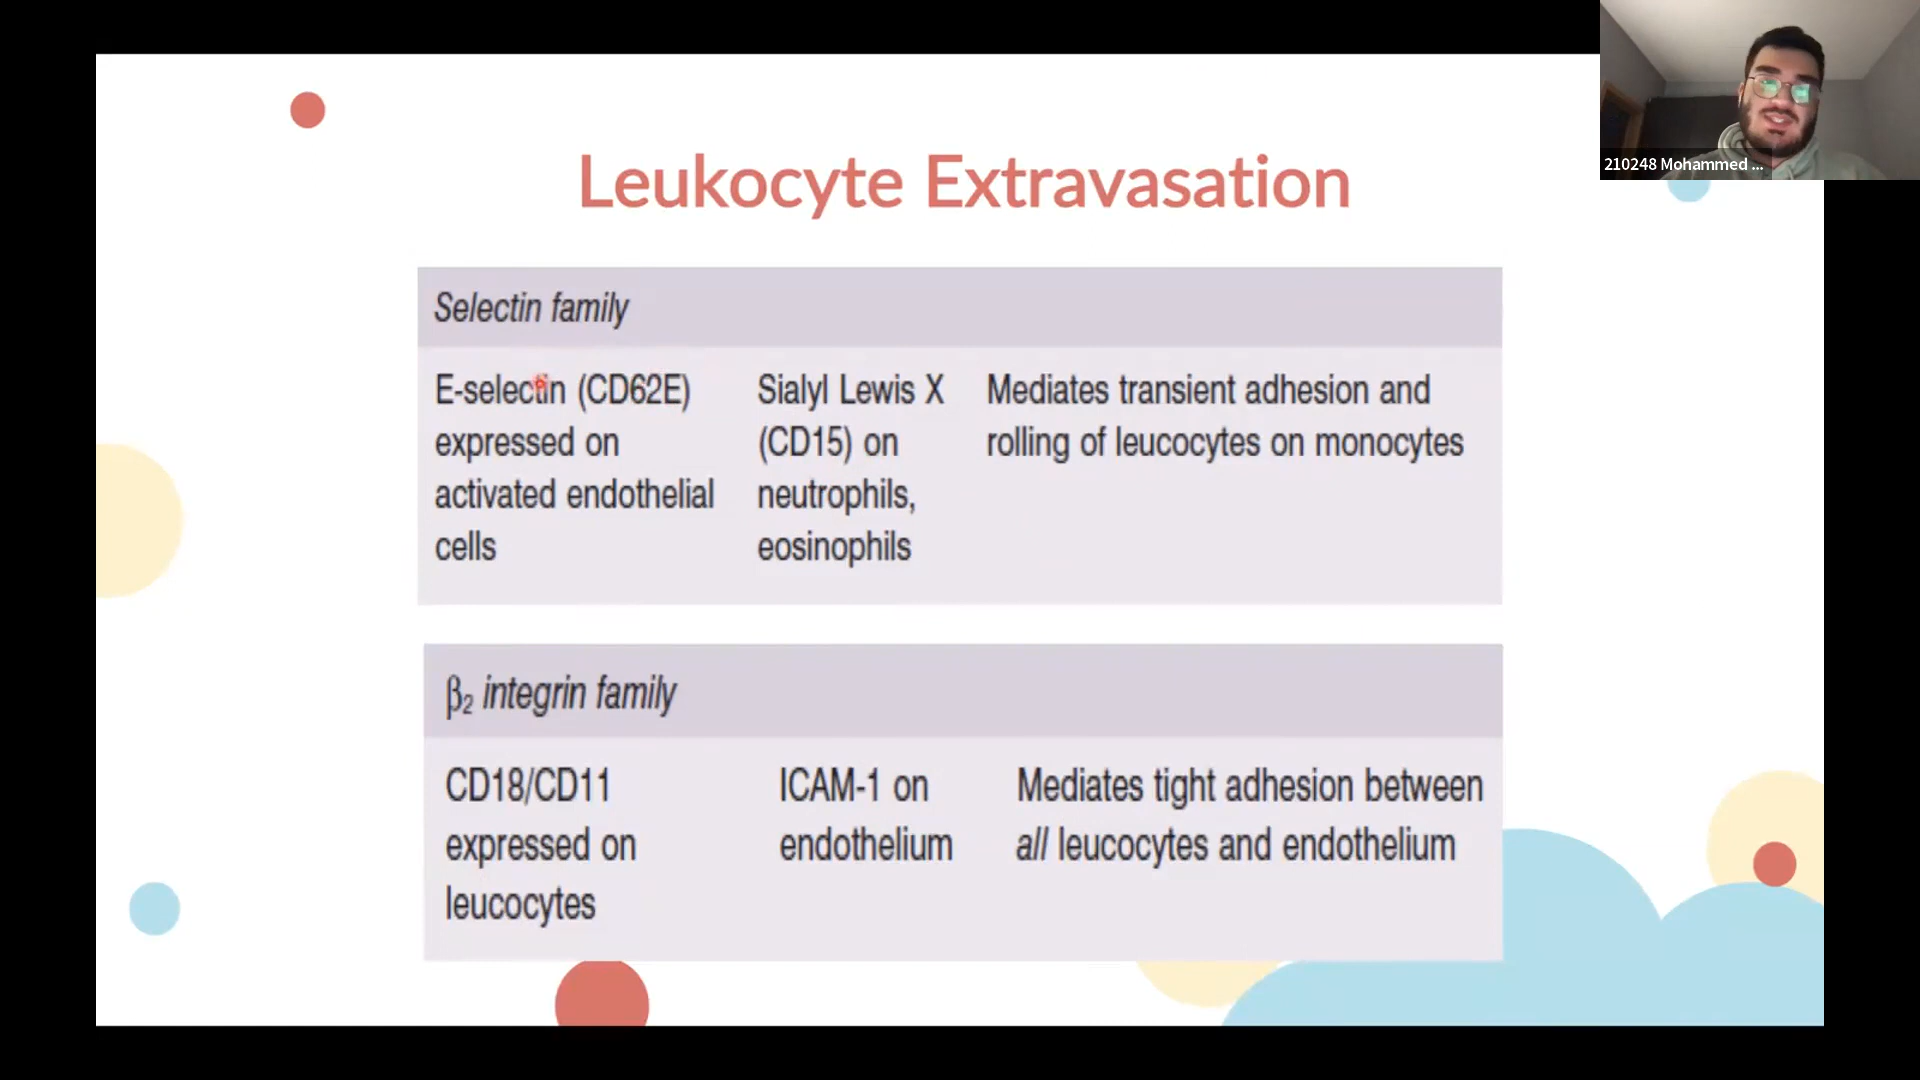 210248 Mohammed ...
Leukocyte Extravasation
Selectin family
E-selectin (CD62E)
expressed on
activated endothelial
cells
Sialyl Lewis X
(CD15) on
neutrophils,
eosinophils
Mediates transient adhesion and
rolling of leucocytes on monocytes
β₂ integrin family
CD18/CD11
expressed on
leucocytes
ICAM-1 on
endothelium
Mediates tight adhesion between
all leucocytes and endothelium